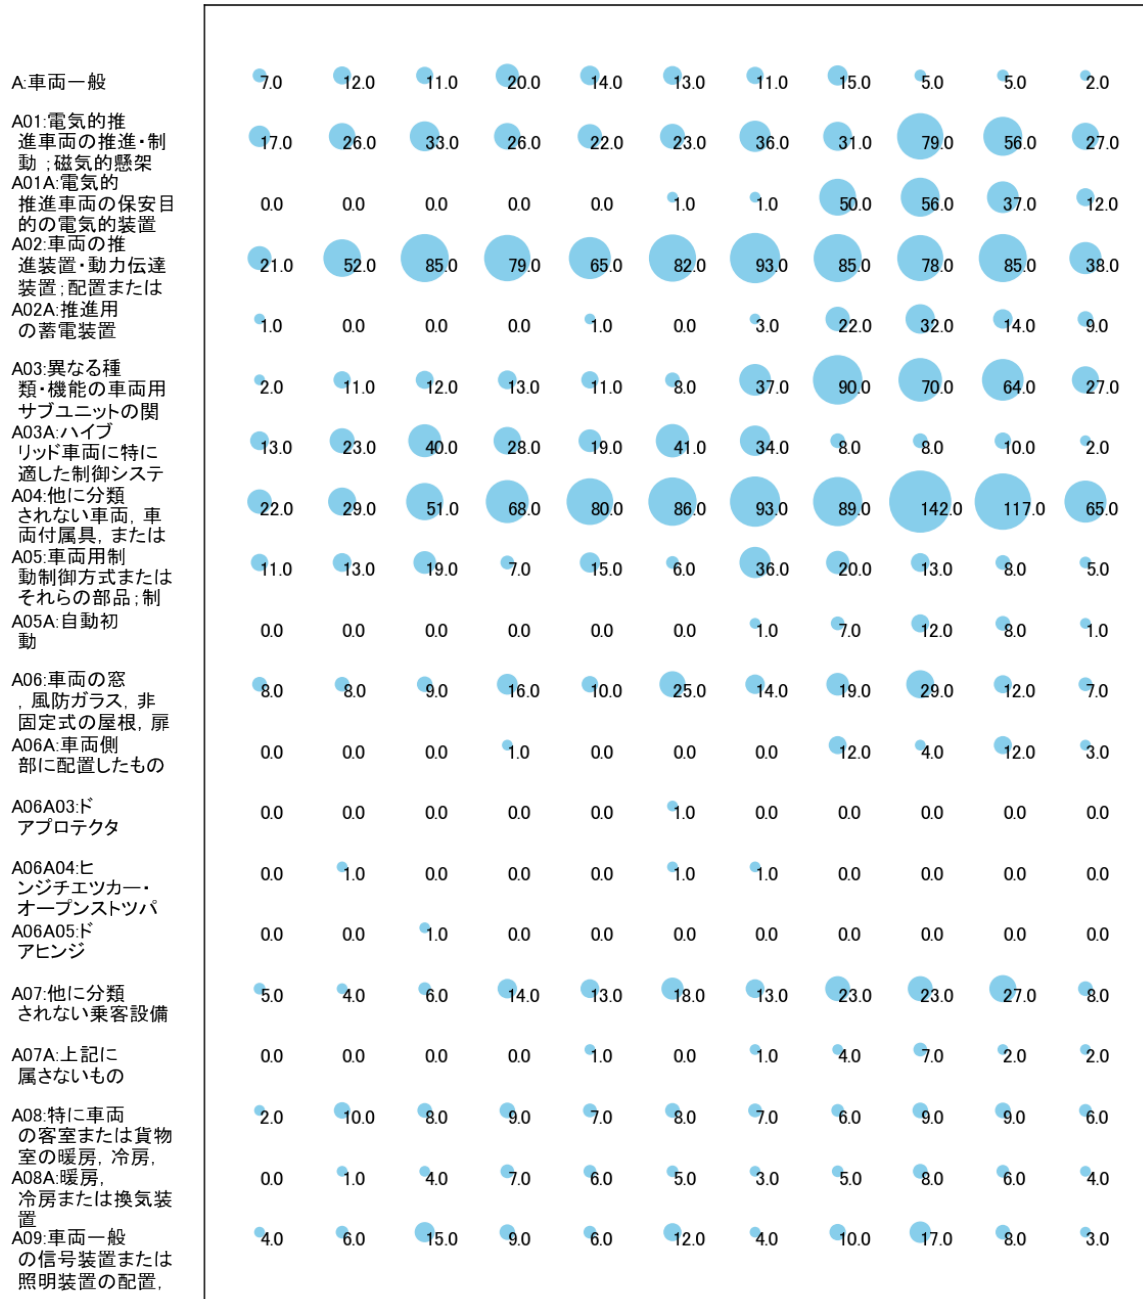 A:車両一般 7.0 12.0 11.0 20.0 14.0 13.0 11.0 15.0 5.0 5.0 2.0
A01:電気的推
進車両の推進・制 17.0 26.0 33.0 26.0 22.0 23.0 36.0 31.0 79.0 56.0 27.0
動;磁気的懸架
A01A:電気的
推進車両の保安目 0.0 0.0 0.0 0.0 0.0 1.0 1.0 50.0 56.0 37.0 12.0
的の電気的装置
A02:車両の推
進装置・動力伝達 21.0 52.0 85.0 79.0 65.0 82.0 93.0 85.0 78.0 85.0 38.0
装置;配置または
A02A:推進用
の蓄電装置 1.0 0.0 0.0 0.0 1.0 0.0 3.0 22.0 32.0 14.0 9.0
A03:異なる種
類・機能の車両用 2.0 11.0 12.0 13.0 11.0 8.0 37.0 90.0 70.0 64.0 27.0
サブユニットの関
A03A:ハイブ
リッド車両に特に 13.0 23.0 40.0 28.0 19.0 41.0 34.0 8.0 8.0 10.0 2.0
適した制御システ
A04:他に分類
されない車両, 車 22.0 29.0 51.0 68.0 80.0 86.0 93.0 89.0 142.0 117.0 65.0
両付属具, または
A05:車両用制
動制御方式または 11.0 13.0 19.0 7.0 15.0 6.0 36.0 20.0 13.0 8.0 5.0
それらの部品;制
A05A:自動初
動 0.0 0.0 0.0 0.0 0.0 0.0 1.0 7.0 12.0 8.0 1.0
A06:車両の窓
, 風防ガラス, 非 8.0 8.0 9.0 16.0 10.0 25.0 14.0 19.0 29.0 12.0 7.0
固定式の屋根, 扉
A06A:車両側
部に配置したもの 0.0 0.0 0.0 1.0 0.0 0.0 0.0 12.0 4.0 12.0 3.0
A06A03:ド
アプロテクタ 0.0 0.0 0.0 0.0 0.0 1.0 0.0 0.0 0.0 0.0 0.0
A06A04:ヒ
ンジチエツカー・ 0.0 1.0 0.0 0.0 0.0 1.0 1.0 0.0 0.0 0.0 0.0
オープンストツパ
A06A05:ド
アヒンジ 0.0 0.0 1.0 0.0 0.0 0.0 0.0 0.0 0.0 0.0 0.0
A07:他に分類
されない乗客設備 5.0 4.0 6.0 14.0 13.0 18.0 13.0 23.0 23.0 27.0 8.0
A07A:上記に
属さないもの 0.0 0.0 0.0 0.0 1.0 0.0 1.0 4.0 7.0 2.0 2.0
A08:特に車両
の客室または貨物 2.0 10.0 8.0 9.0 7.0 8.0 7.0 6.0 9.0 9.0 6.0
室の暖房, 冷房,
A08A:暖房,
冷房または換気装 0.0 1.0 4.0 7.0 6.0 5.0 3.0 5.0 8.0 6.0 4.0
置
A09:車両一般
の信号装置または 4.0 6.0 15.0 9.0 6.0 12.0 4.0 10.0 17.0 8.0 3.0
照明装置の配置,